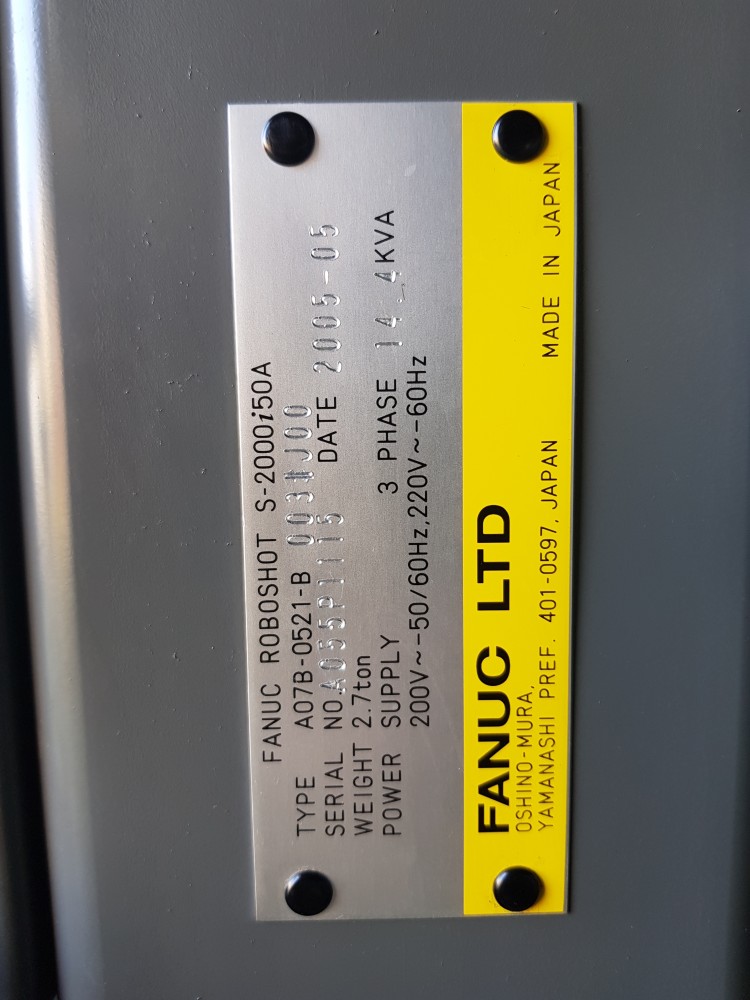 FANUC ROBOSHOT S-2000i50A
TYPE A07B-0521-B
SERIAL NO. A055P1115 DATE 2005-05
WEIGHT 2.7ton
POWER SUPPLY 3 PHASE 14.4KVA
200V~-50/60Hz,220V~-60Hz
FANUC LTD
OSHINO-MURA,
YAMANASHI PREF. 401-0597, JAPAN MADE IN JAPAN